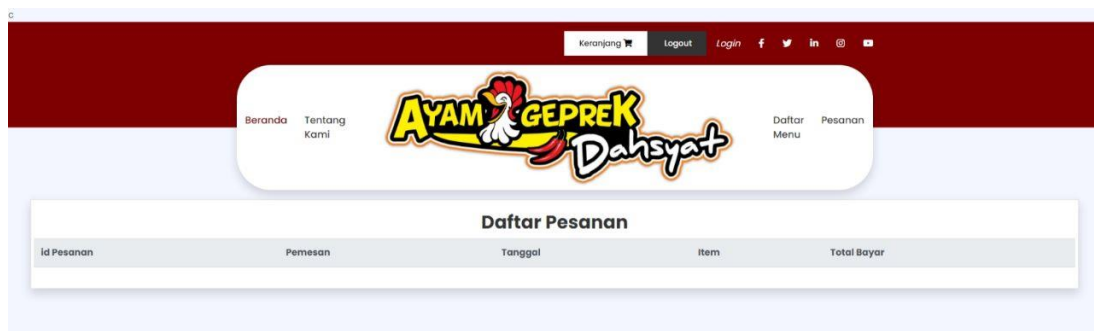 c
Keranjang Logout Login
Beranda Tentang Kami
AYAM GEPREK
Dahsyat
Daftar Menu Pesanan
Daftar Pesanan
id Pesanan Pemesan Tanggal Item Total Bayar